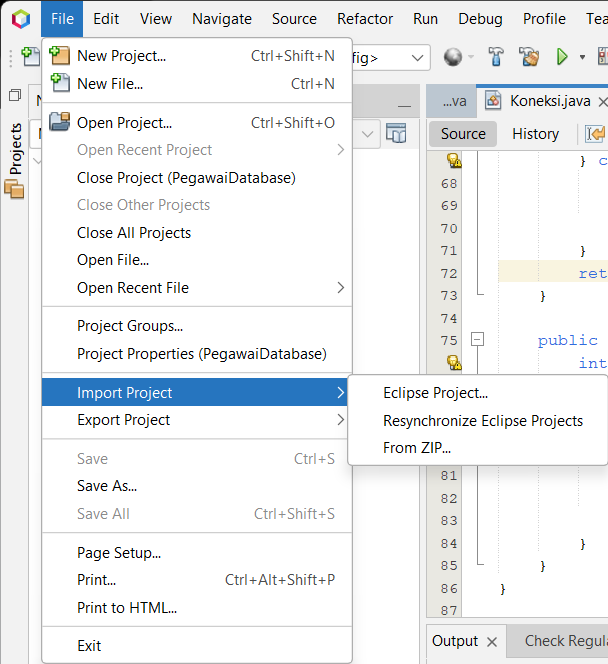 File Edit View Navigate Source Refactor Run Debug Profile Tea
New Project... Ctrl+Shift+N
fig>
New File... Ctrl+N
...va Koneksi.java
Open Project... Ctrl+Shift+O
Source History
Projects
Open Recent Project
Close Project (PegawaiDatabase)
Close Other Projects
Close All Projects
Open File...
Open Recent File
Project Groups...
Project Properties (PegawaiDatabase)
Import Project
Export Project
Save Ctrl+S
Save As...
Save All Ctrl+Shift+S
Page Setup...
Print... Ctrl+Alt+Shift+P
Print to HTML...
Exit
Eclipse Project...
Resynchronize Eclipse Projects
From ZIP...
} c
68
69
70
71 }
72 ret
73 }
74
75 public
int
81
82
83
84 }
85 }
86 }
87
Output Check Regula